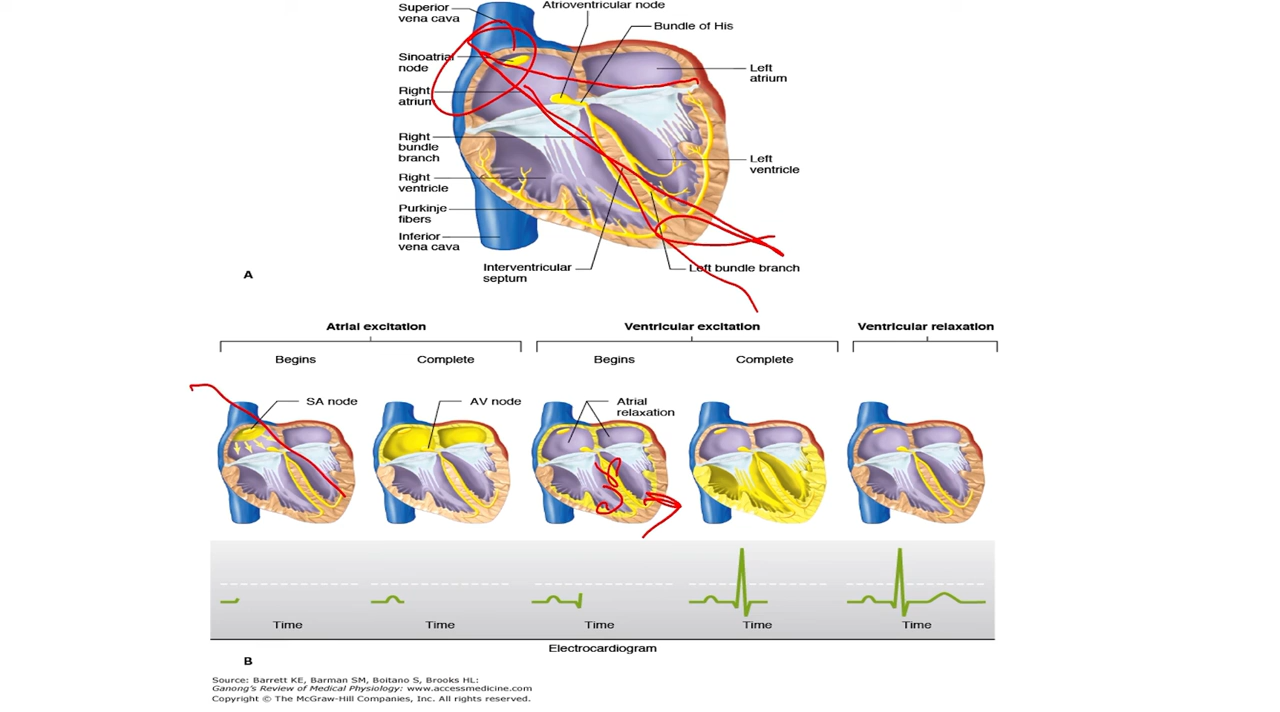 Superior
vena cava
Atrioventricular node
Bundle of His
Sinoatrial
node
Left
atrium
Right
atrium
Right
bundle
branch
Left
ventricle
Right
ventricle
Purkinje
fibers
Inferior
vena cava
Interventricular
septum
Left bundle branch
A
Atrial excitation
Ventricular excitation
Ventricular relaxation
Begins
Complete
Begins
Complete
SA node
AV node
Atrial
relaxation
Time
Time
Time
Time
Time
Electrocardiogram
B
Source: Barrett KE, Barman SM, Boitano S, Brooks HL:
Ganong's Review of Medical Physiology: www.accessmedicine.com
Copyright © The McGraw-Hill Companies, Inc. All rights reserved.